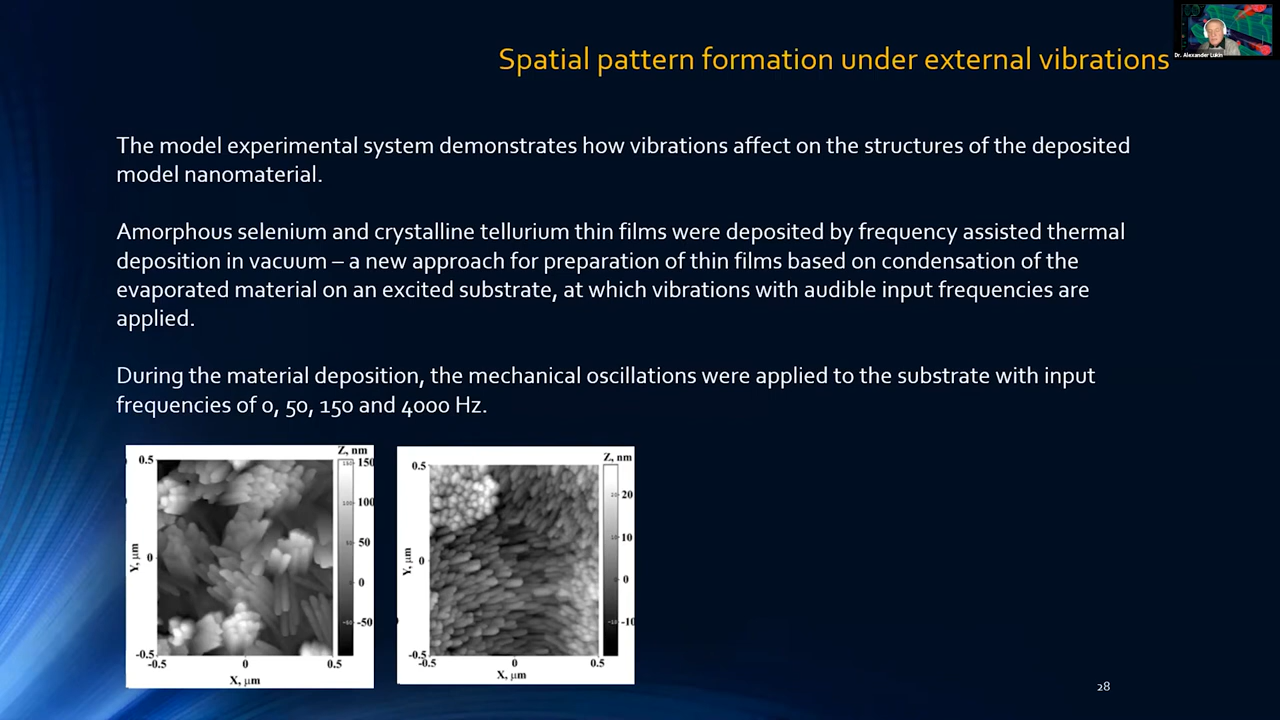 Dr. Alexander Lukin
Spatial pattern formation under external vibrations
The model experimental system demonstrates how vibrations affect on the structures of the deposited
model nanomaterial.
Amorphous selenium and crystalline tellurium thin films were deposited by frequency assisted thermal
deposition in vacuum – a new approach for preparation of thin films based on condensation of the
evaporated material on an excited substrate, at which vibrations with audible input frequencies are
applied.
During the material deposition, the mechanical oscillations were applied to the substrate with input
frequencies of 0, 50, 150 and 4000 Hz.
Z, nm
0.5
150
100
50
0
-50
Y, μm
0
-0.5
-0.5
0
0.5
X, μm
Z, nm
0.5
20
10
0
-10
Y, μm
0
-0.5
-0.5
0
0.5
X, μm
28